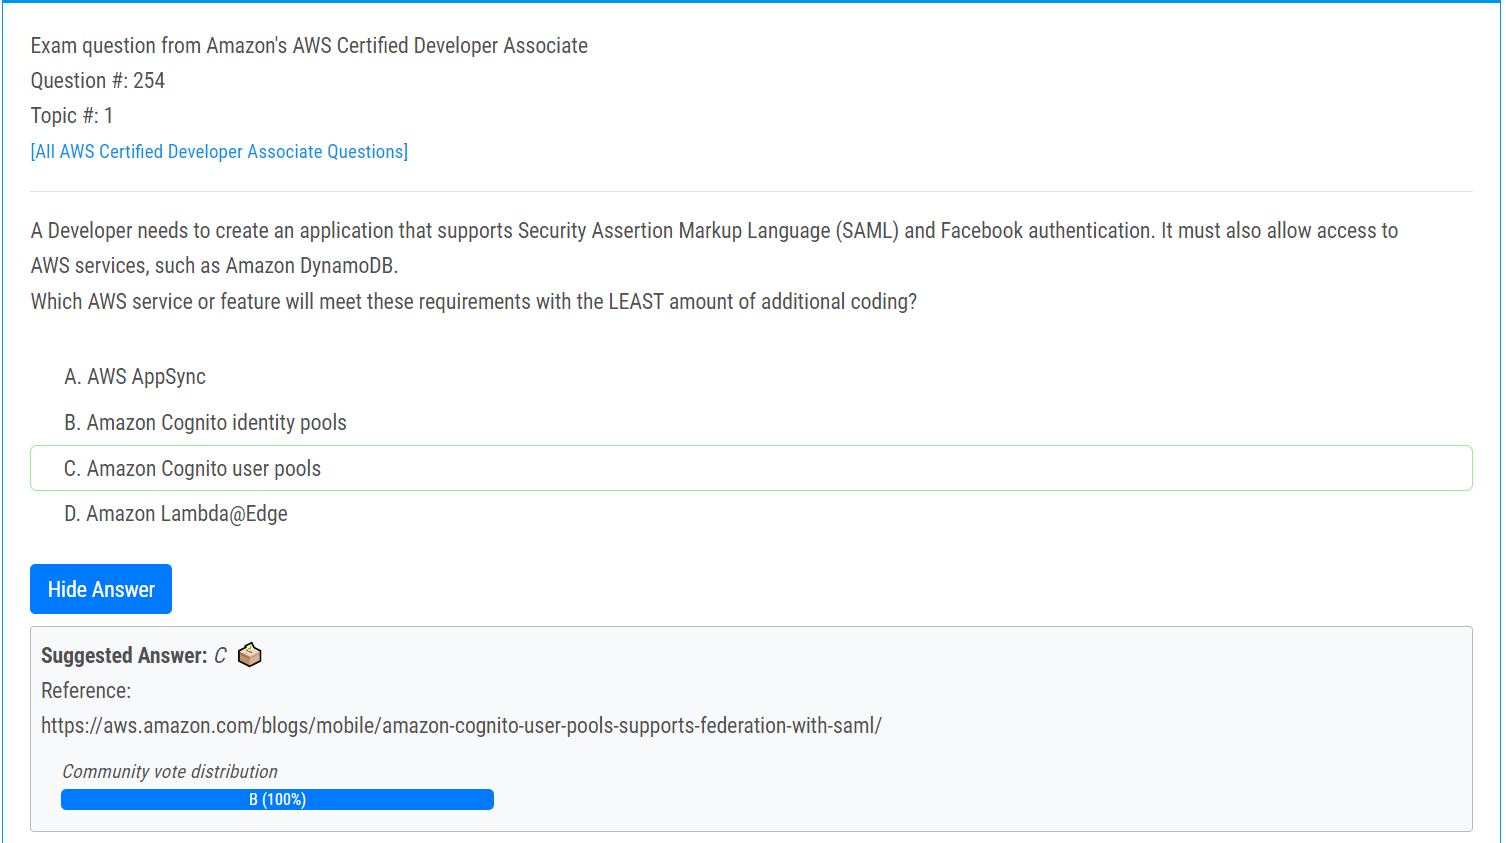 Exam question from Amazon's AWS Certified Developer Associate
Question #: 254
Topic #: 1
[All AWS Certified Developer Associate Questions]
A Developer needs to create an application that supports Security Assertion Markup Language (SAML) and Facebook authentication. It must also allow access to
AWS services, such as Amazon DynamoDB.
Which AWS service or feature will meet these requirements with the LEAST amount of additional coding?
A. AWS AppSync
B. Amazon Cognito identity pools
C. Amazon Cognito user pools
D. Amazon Lambda@Edge
Hide Answer
Suggested Answer: C
Reference:
https://aws.amazon.com/blogs/mobile/amazon-cognito-user-pools-supports-federation-with-saml/
Community vote distribution
B (100%)